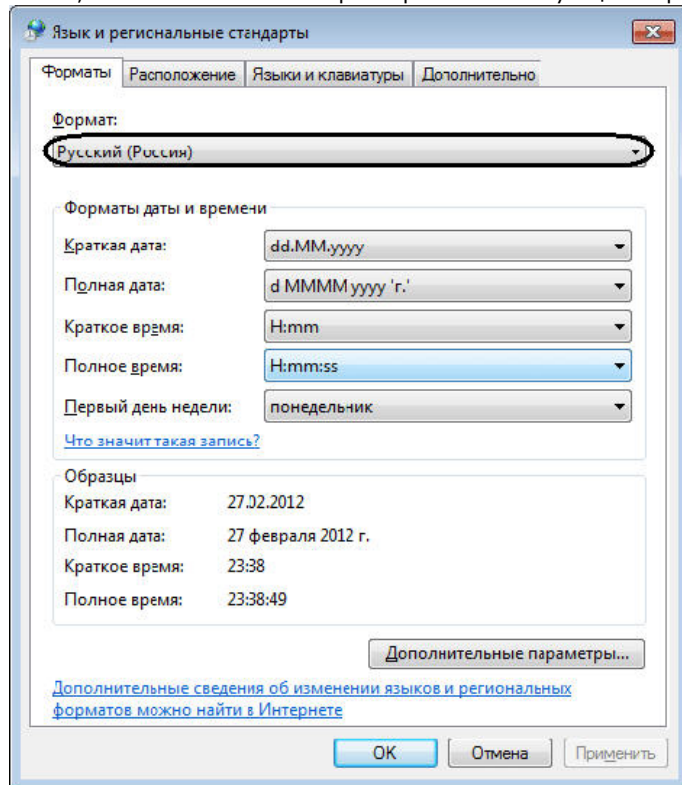 Язык и региональные стандарты
Форматы Расположение Языки и клавиатуры Дополнительно
Формат:
Русский (Россия)
Форматы даты и времени
Краткая дата: dd.MM.yyyy
Полная дата: d MMMM yyyy 'г.'
Краткое время: H:mm
Полное время: H:mm:ss
Первый день недели: понедельник
Что значит такая запись?
Образцы
Краткая дата: 27.02.2012
Полная дата: 27 февраля 2012 г.
Краткое время: 23:38
Полное время: 23:38:49
Дополнительные параметры...
Дополнительные сведения об изменении языков и региональных
форматов можно найти в Интернете
ОК Отмена Применить